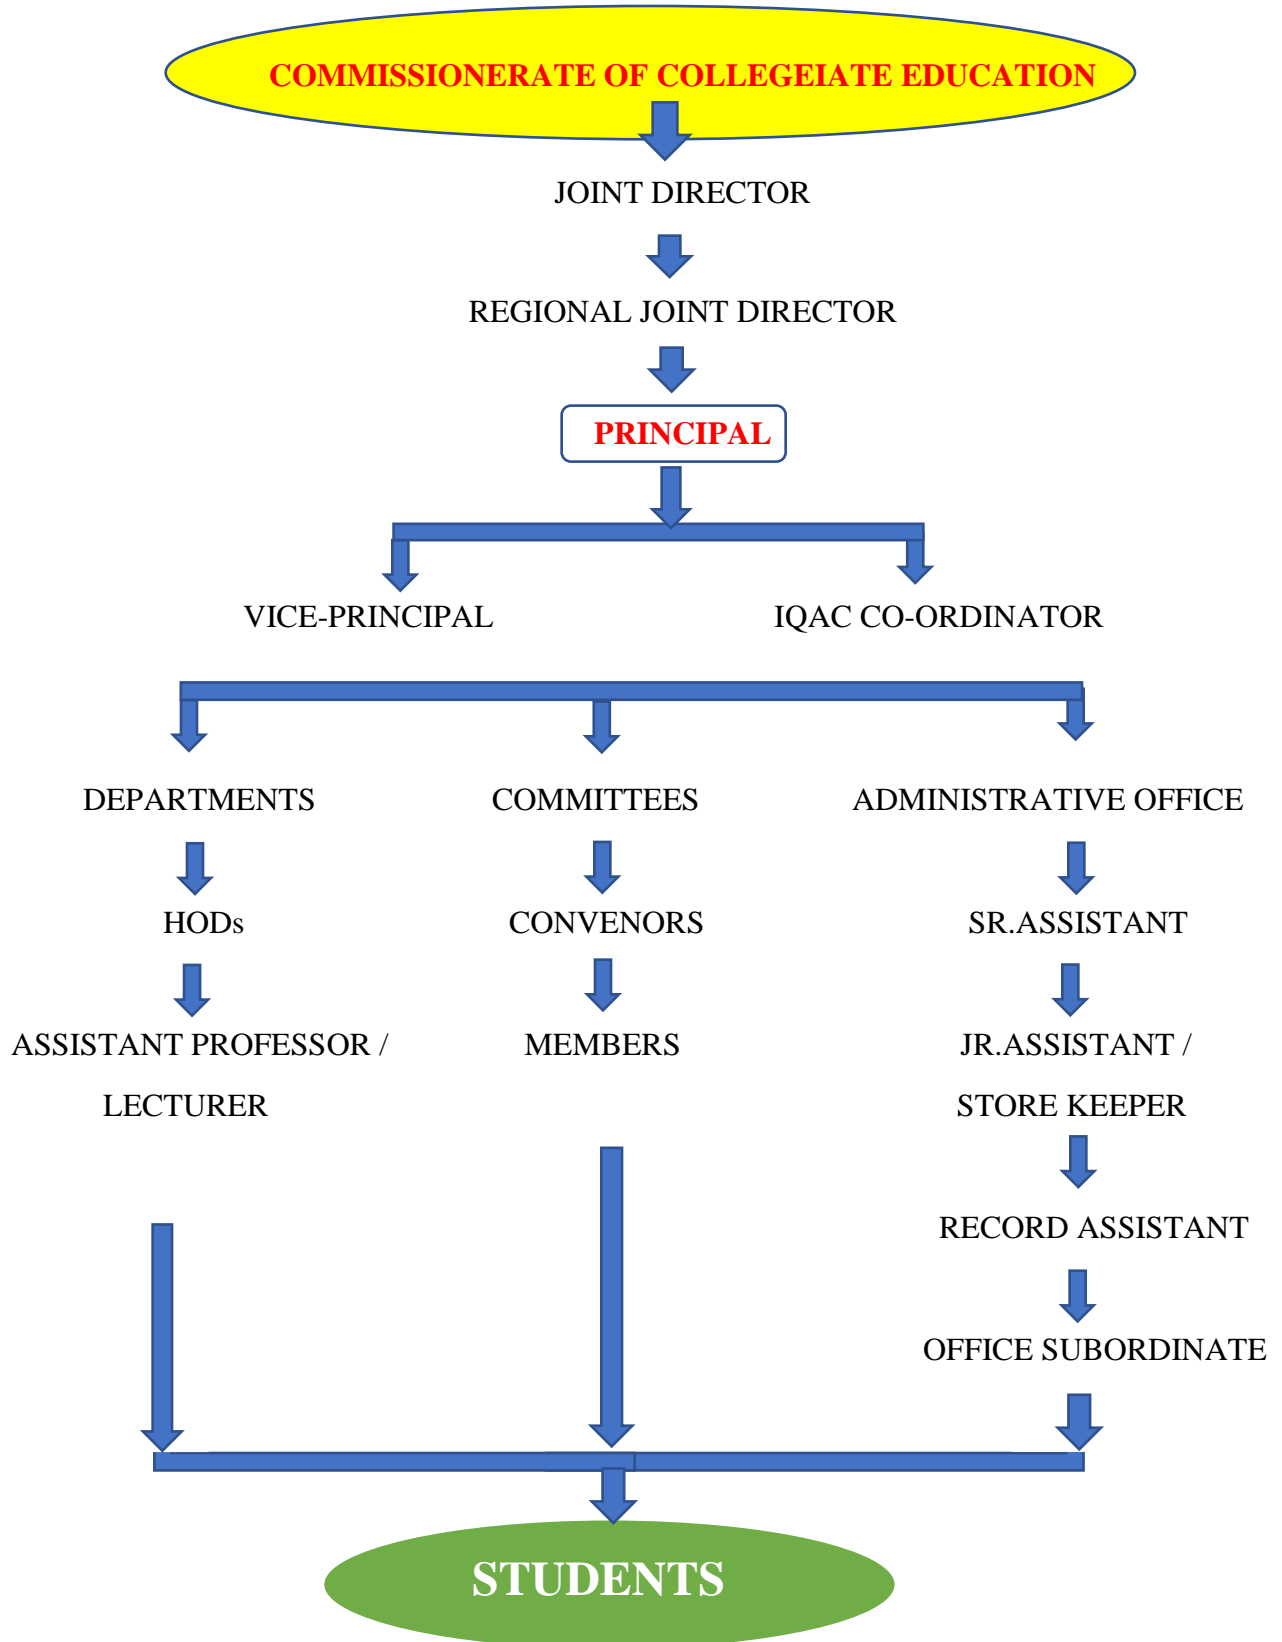 COMMISSIONERATE OF COLLEGEIATE EDUCATION
JOINT DIRECTOR
REGIONAL JOINT DIRECTOR
PRINCIPAL
VICE-PRINCIPAL
IQAC CO-ORDINATOR
DEPARTMENTS
COMMITTEES
ADMINISTRATIVE OFFICE
HODs
CONVENORS
SR.ASSISTANT
ASSISTANT PROFESSOR /
LECTURER
MEMBERS
JR.ASSISTANT /
STORE KEEPER
RECORD ASSISTANT
OFFICE SUBORDINATE
STUDENTS